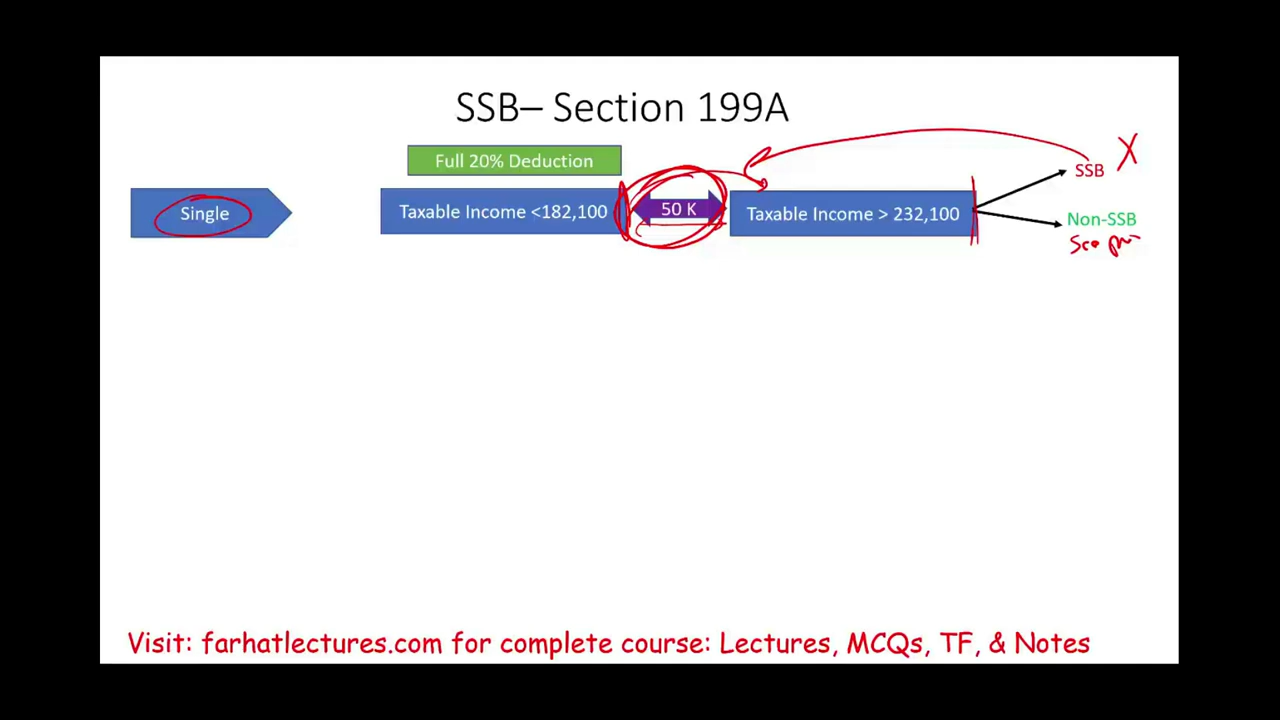 SSB– Section 199A
Full 20% Deduction
Single
Taxable Income <182,100
50 K
Taxable Income > 232,100
SSB
X
Non-SSB
Visit: farhatlectures.com for complete course: Lectures, MCQs, TF, & Notes